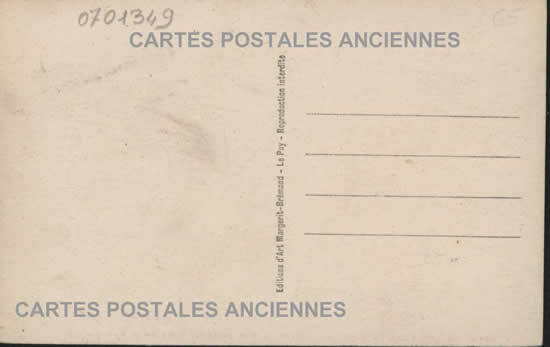 0701349
CARTES POSTALES ANCIENNES
Editions d'Art Margerit-Brémond - Le Puy - Reproduction interdite
CARTES POSTALES ANCIENNES